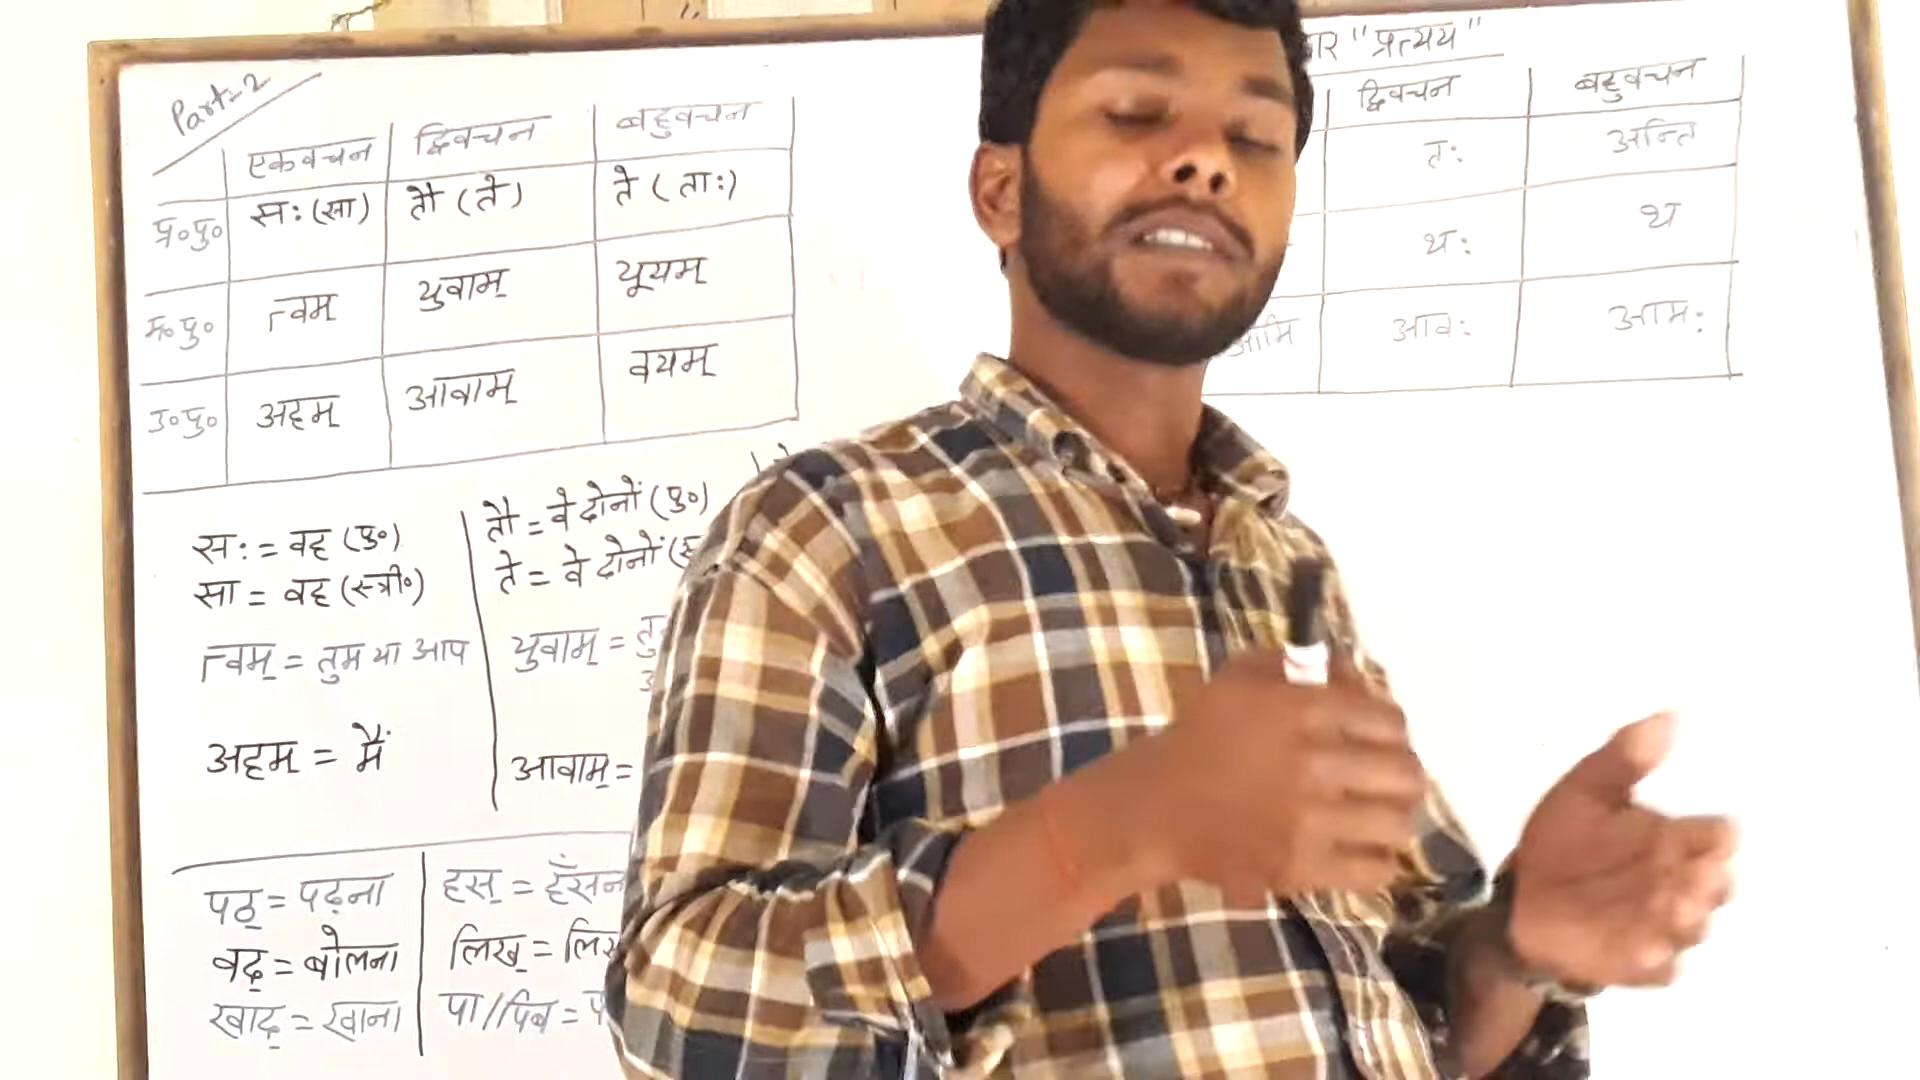 Part-2
एकवचन द्विवचन बहुवचन
प्र०पु० सः (सा) तौ (ते) ते (ताः)
म०पु० त्वम् युवाम् यूयम्
उ०पु० अहम् आवाम् वयम्
सः = वह (पु०)
सा = वह (स्त्री०)
त्वम् = तुम या आप
अहम् = मैं
तौ = वे दोनों (पु०)
ते = वे दोनों
युवाम् =
आवाम् =
पठ् = पढ़ना
वद् = बोलना
खाद् = खाना
हस् =
लिख् =
पा/पिब =
"प्रत्यय"
द्विवचन बहुवचन
तः अन्ति
थः थ
आमि आवः आमः